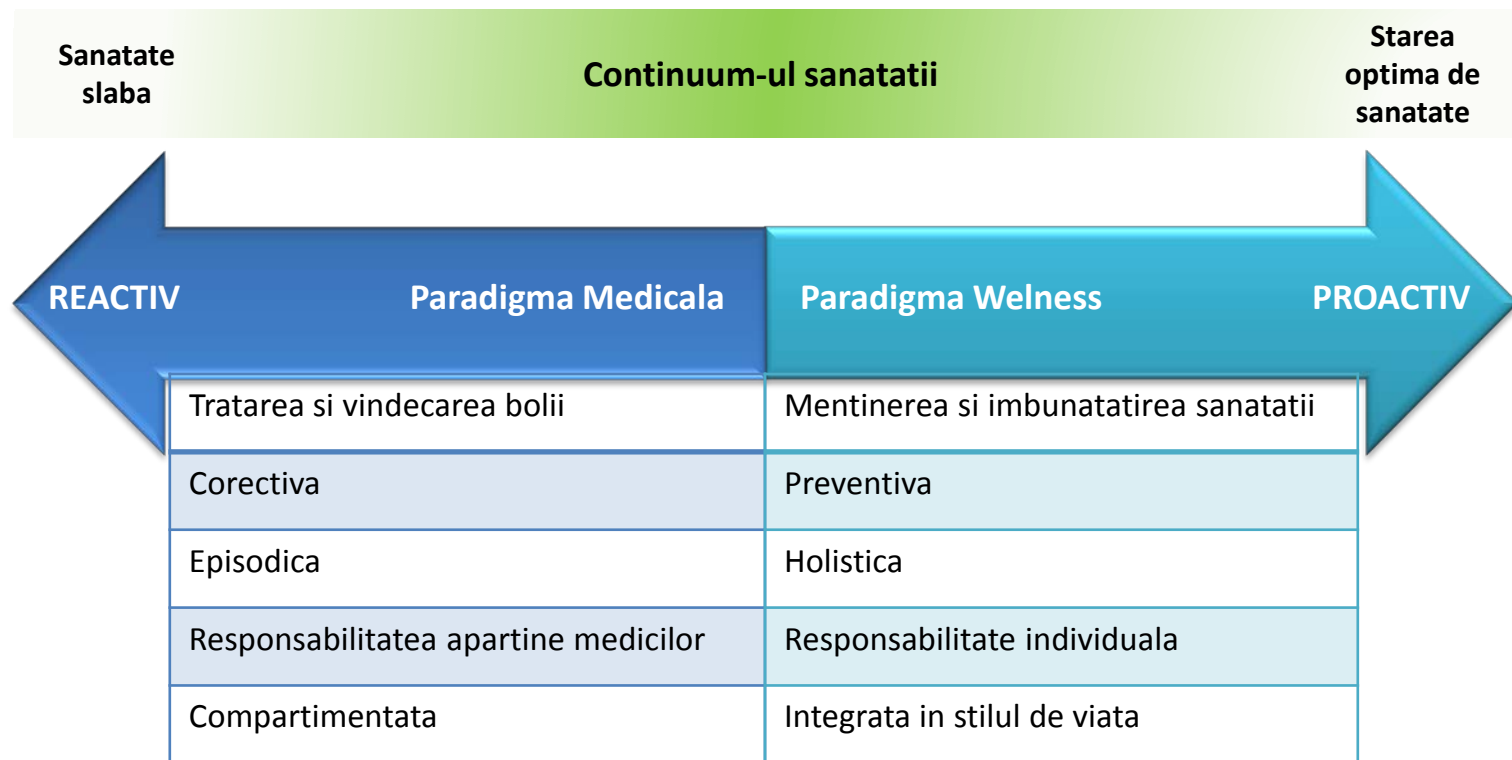 Sanatate
slaba
Continuum-ul sanatatii
Starea
optima de
sanatate
REACTIV
Paradigma Medicala
Paradigma Welness
PROACTIV
Tratarea si vindecarea bolii
Mentinerea si imbunatatirea sanatatii
Corectiva
Preventiva
Episodica
Holistica
Responsabilitatea apartine medicilor
Responsabilitate individuala
Compartimentata
Integrata in stilul de viata